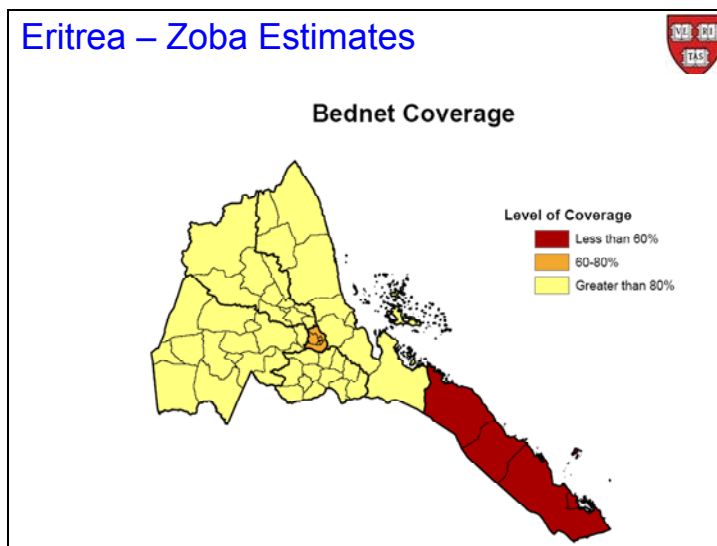 Eritrea – Zoba Estimates
VE RI
TAS
Bednet Coverage
Level of Coverage
Less than 60%
60-80%
Greater than 80%